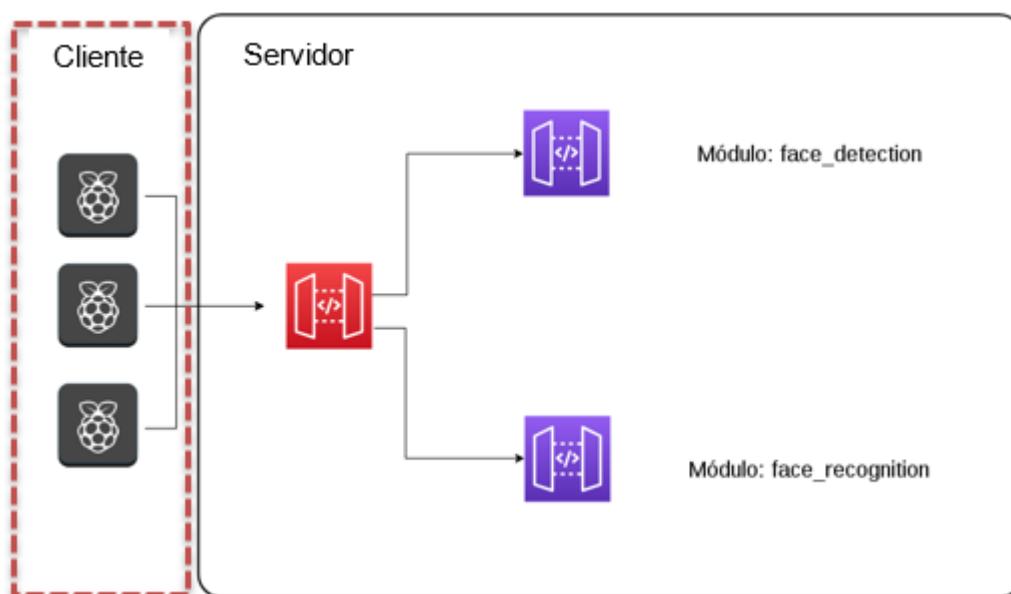 Cliente
Servidor
</>
Módulo: face_detection
</>
</>
Módulo: face_recognition